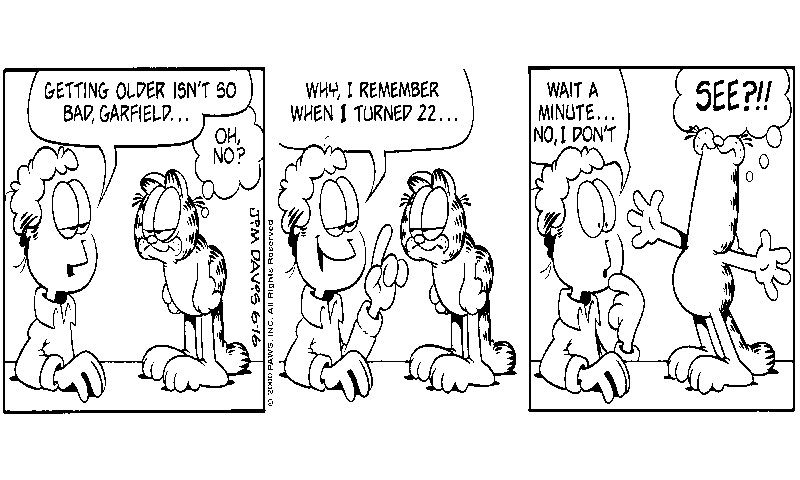 GETTING OLDER ISN'T SO
BAD, GARFIELD...
OH,
NO?
JIM DAVIS 6-16
© 2000 PAWS, INC. All Rights Reserved
WHY, I REMEMBER
WHEN I TURNED 22...
WAIT A
MINUTE...
NO, I DON'T
SEE?!!